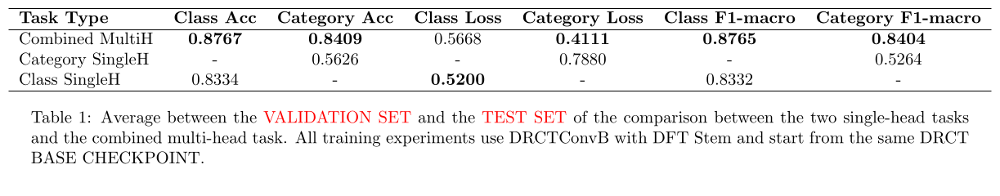 Task Type Class Acc Category Acc Class Loss Category Loss Class F1-macro Category F1-macro
Combined MultiH 0.8767 0.8409 0.5668 0.4111 0.8765 0.8404
Category SingleH - 0.5626 - 0.7880 - 0.5264
Class SingleH 0.8334 - 0.5200 - 0.8332 -
Table 1: Average between the VALIDATION SET and the TEST SET of the comparison between the two single-head tasks
and the combined multi-head task. All training experiments use DRCTConvB with DFT Stem and start from the same DRCT
BASE CHECKPOINT.